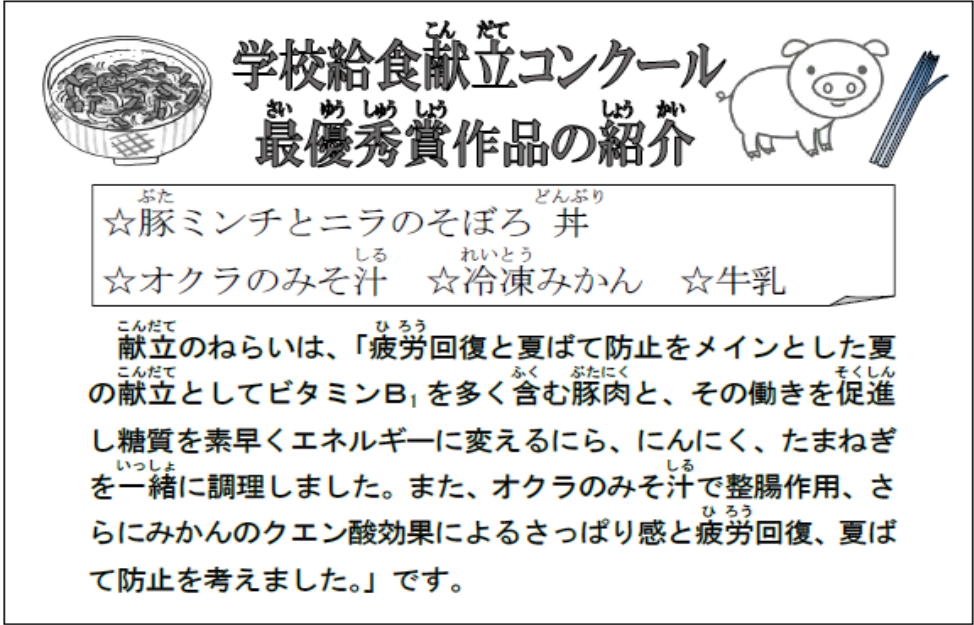 学校給食献立コンクール
最優秀賞作品の紹介
☆豚ミンチとニラのそぼろ丼
☆オクラのみそ汁　☆冷凍みかん　☆牛乳
献立のねらいは、「疲労回復と夏ばて防止をメインとした夏
の献立としてビタミンB₁を多く含む豚肉と、その働きを促進
し糖質を素早くエネルギーに変えるにら、にんにく、たまねぎ
を一緒に調理しました。また、オクラのみそ汁で整腸作用、さ
らにみかんのクエン酸効果によるさっぱり感と疲労回復、夏ば
て防止を考えました。」です。